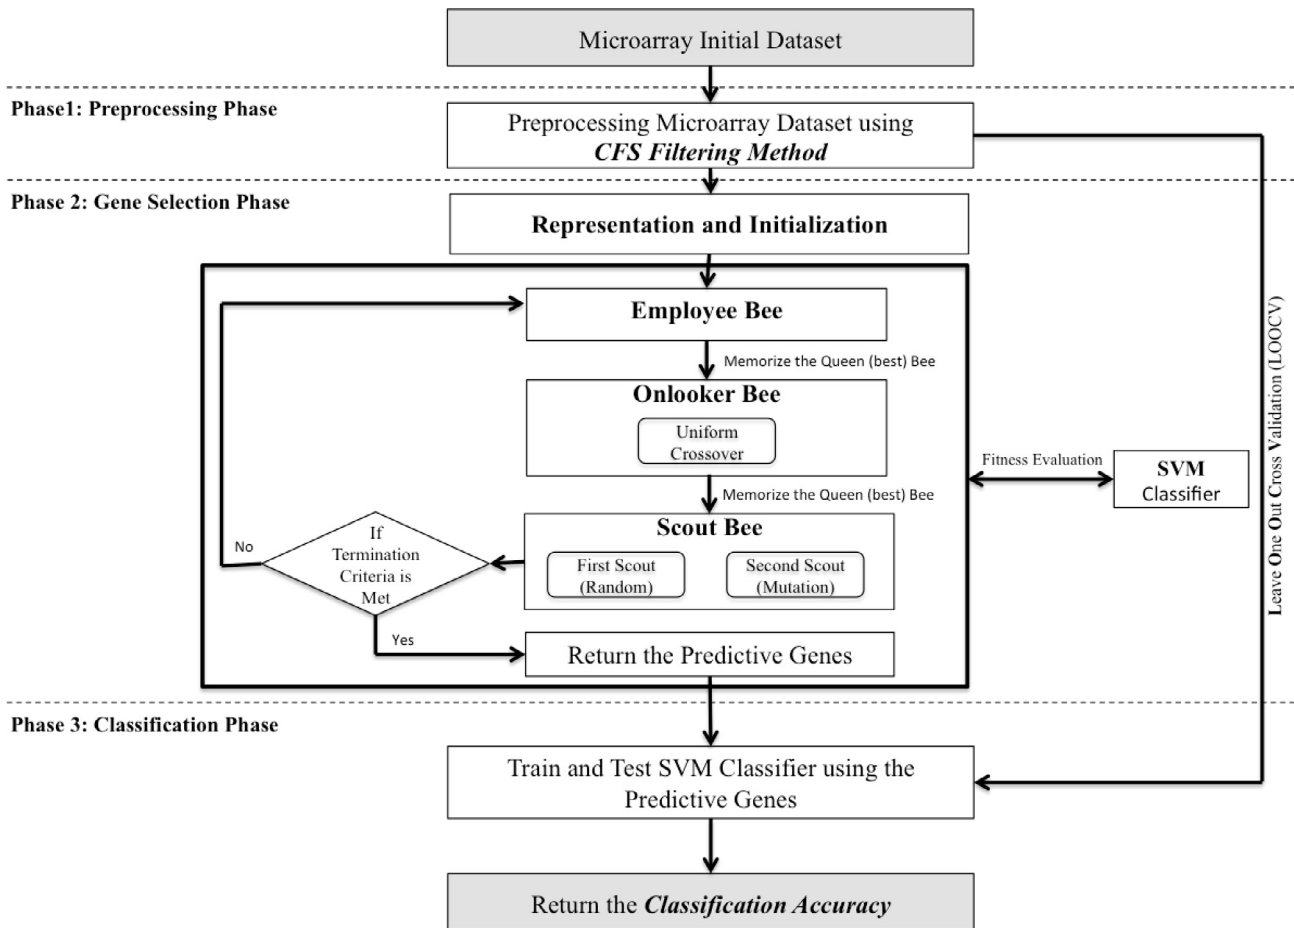 Microarray Initial Dataset
Phase1: Preprocessing Phase
Preprocessing Microarray Dataset using
CFS Filtering Method
Phase 2: Gene Selection Phase
Representation and Initialization
Employee Bee
Memorize the Queen (best) Bee
Onlooker Bee
Uniform
Crossover
Memorize the Queen (best) Bee
Fitness Evaluation
SVM
Classifier
Leave One Out Cross Validation (LOOCV)
Scout Bee
First Scout
(Random)
Second Scout
(Mutation)
If
Termination
Criteria is
Met
No
Yes
Return the Predictive Genes
Phase 3: Classification Phase
Train and Test SVM Classifier using the
Predictive Genes
Return the Classification Accuracy